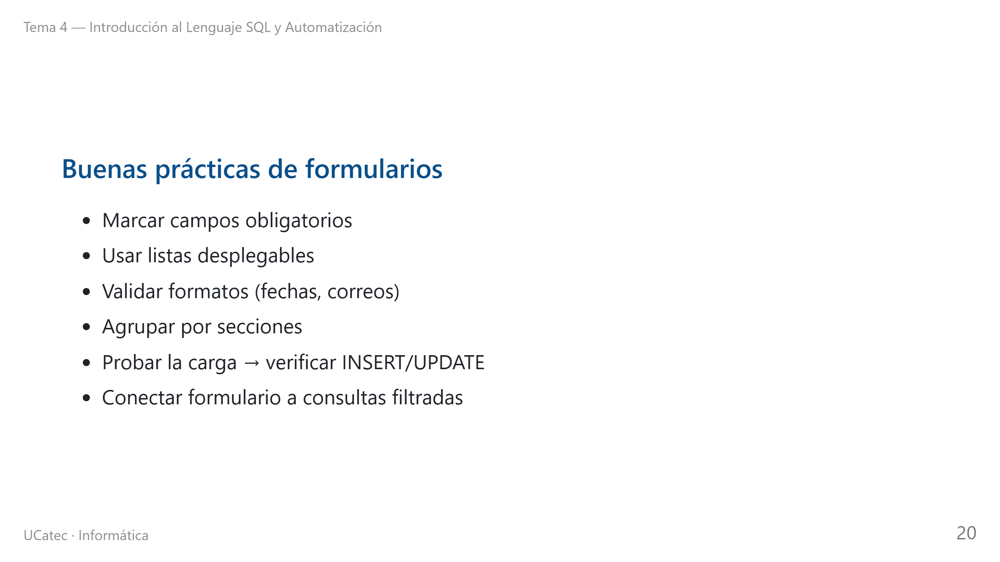 Tema 4 — Introducción al Lenguaje SQL y Automatización
Buenas prácticas de formularios
• Marcar campos obligatorios
• Usar listas desplegables
• Validar formatos (fechas, correos)
• Agrupar por secciones
• Probar la carga → verificar INSERT/UPDATE
• Conectar formulario a consultas filtradas
UCatec · Informática
20